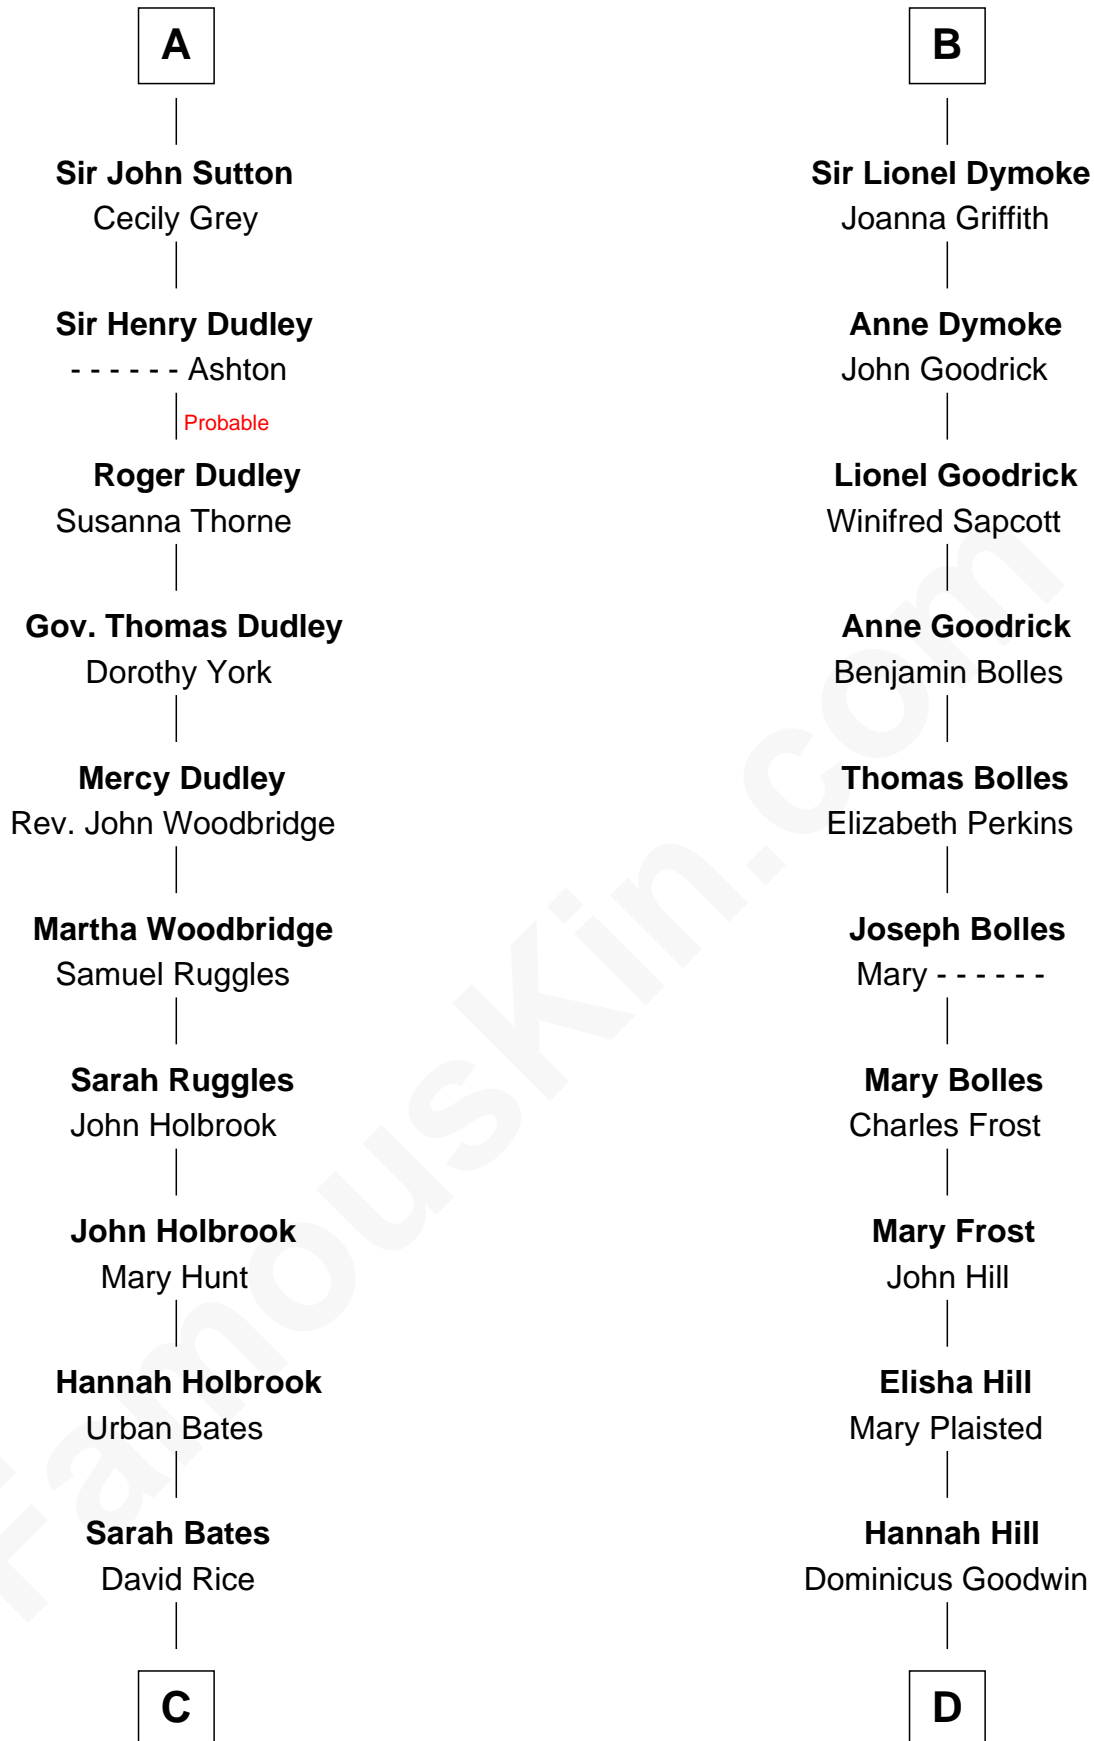 A
Sir John Sutton
Cecily Grey
Sir Henry Dudley
- - - - - - Ashton
Probable
Roger Dudley
Susanna Thorne
Gov. Thomas Dudley
Dorothy York
Mercy Dudley
Rev. John Woodbridge
Martha Woodbridge
Samuel Ruggles
Sarah Ruggles
John Holbrook
John Holbrook
Mary Hunt
Hannah Holbrook
Urban Bates
Sarah Bates
David Rice
C
B
Sir Lionel Dymoke
Joanna Griffith
Anne Dymoke
John Goodrick
Lionel Goodrick
Winifred Sapcott
Anne Goodrick
Benjamin Bolles
Thomas Bolles
Elizabeth Perkins
Joseph Bolles
Mary - - - - - -
Mary Bolles
Charles Frost
Mary Frost
John Hill
Elisha Hill
Mary Plaisted
Hannah Hill
Dominicus Goodwin
D
FamousKin.com